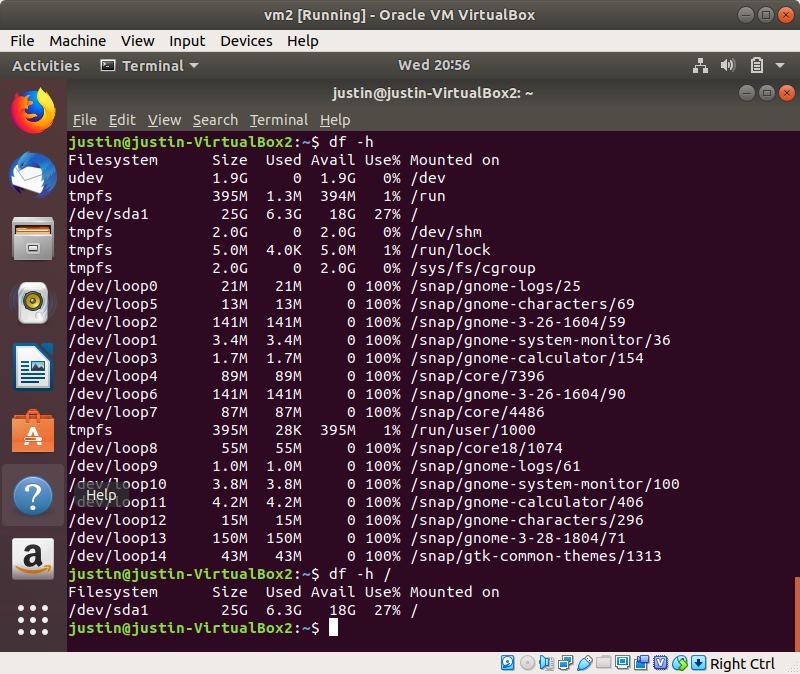 vm2 [Running] - Oracle VM VirtualBox
File Machine View Input Devices Help
Activities Terminal Wed 20:56
justin@justin-VirtualBox2: ~
File Edit View Search Terminal Help
justin@justin-VirtualBox2:~$ df -h
Filesystem Size Used Avail Use% Mounted on
udev 1.9G 0 1.9G 0% /dev
tmpfs 395M 1.3M 394M 1% /run
/dev/sda1 25G 6.3G 18G 27% /
tmpfs 2.0G 0 2.0G 0% /dev/shm
tmpfs 5.0M 4.0K 5.0M 1% /run/lock
tmpfs 2.0G 0 2.0G 0% /sys/fs/cgroup
/dev/loop0 21M 21M 0 100% /snap/gnome-logs/25
/dev/loop5 13M 13M 0 100% /snap/gnome-characters/69
/dev/loop2 141M 141M 0 100% /snap/gnome-3-26-1604/59
/dev/loop1 3.4M 3.4M 0 100% /snap/gnome-system-monitor/36
/dev/loop3 1.7M 1.7M 0 100% /snap/gnome-calculator/154
/dev/loop4 89M 89M 0 100% /snap/core/7396
/dev/loop6 141M 141M 0 100% /snap/gnome-3-26-1604/90
/dev/loop7 87M 87M 0 100% /snap/core/4486
tmpfs 395M 28K 395M 1% /run/user/1000
/dev/loop8 55M 55M 0 100% /snap/core18/1074
/dev/loop9 1.0M 1.0M 0 100% /snap/gnome-logs/61
/dev/loop10 3.8M 3.8M 0 100% /snap/gnome-system-monitor/100
Help
/dev/loop11 4.2M 4.2M 0 100% /snap/gnome-calculator/406
/dev/loop12 15M 15M 0 100% /snap/gnome-characters/296
/dev/loop13 150M 150M 0 100% /snap/gnome-3-28-1804/71
/dev/loop14 43M 43M 0 100% /snap/gtk-common-themes/1313
justin@justin-VirtualBox2:~$ df -h /
Filesystem Size Used Avail Use% Mounted on
/dev/sda1 25G 6.3G 18G 27% /
justin@justin-VirtualBox2:~$
Right Ctrl